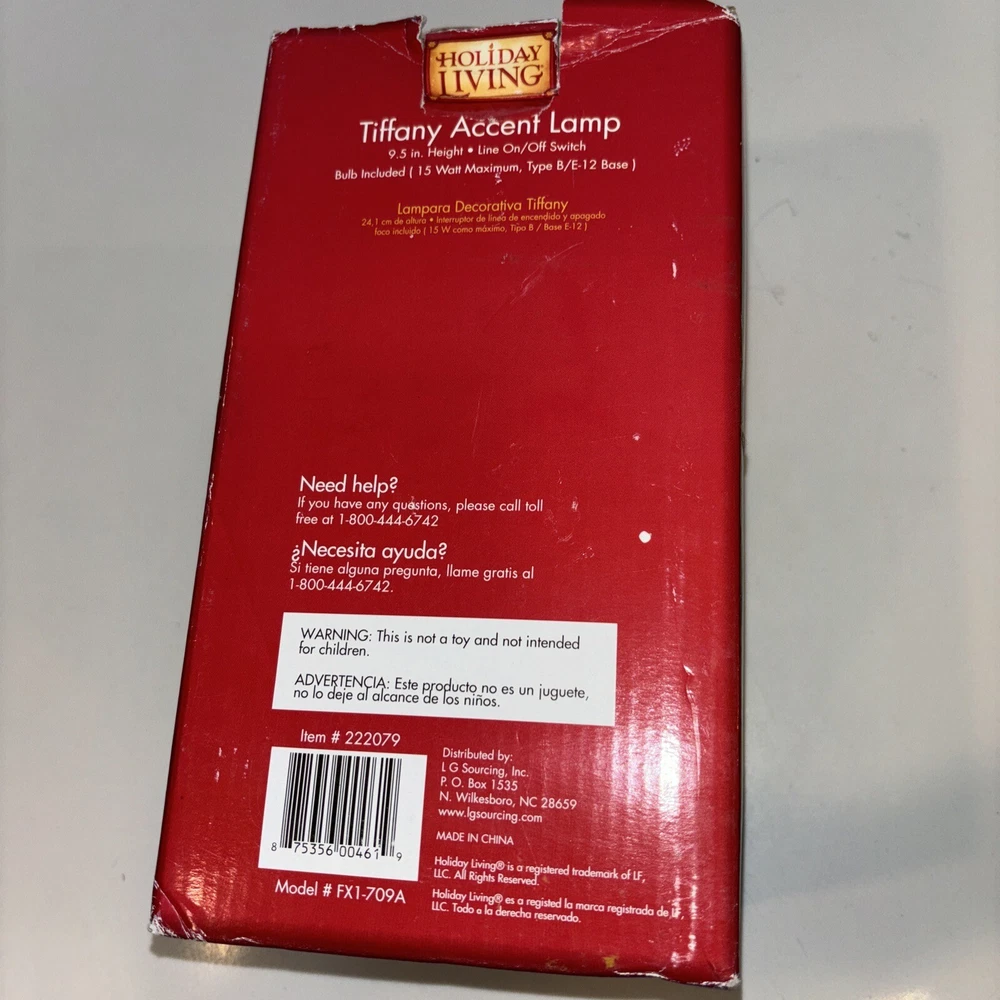 HOLIDAY
LIVING
Tiffany Accent Lamp
9.5 in. Height • Line On/Off Switch
Bulb Included ( 15 Watt Maximum, Type B/E-12 Base )
Lampara Decorativa Tiffany
24,1 cm de altura • Interruptor de linea de encendido y apagado
foco incluido ( 15 W como máximo, Tipo B / Base E-12 )
Need help?
If you have any questions, please call toll
free at 1-800-444-6742
¿Necesita ayuda?
Si tiene alguna pregunta, llame gratis al
1-800-444-6742.
WARNING: This is not a toy and not intended
for children.
ADVERTENCIA: Este producto no es un juguete,
no lo deje al alcance de los niños.
Item # 222079
8 75356 00461 9
Model # FX1-709A
Distributed by:
L G Sourcing, Inc.
P. O. Box 1535
N. Wilkesboro, NC 28659
www.lgsourcing.com
MADE IN CHINA
Holiday Living® is a registered trademark of LF,
LLC. All Rights Reserved.
Holiday Living® es a registed la marca registrada de LF,
LLC. Todo a la derecha reservado.